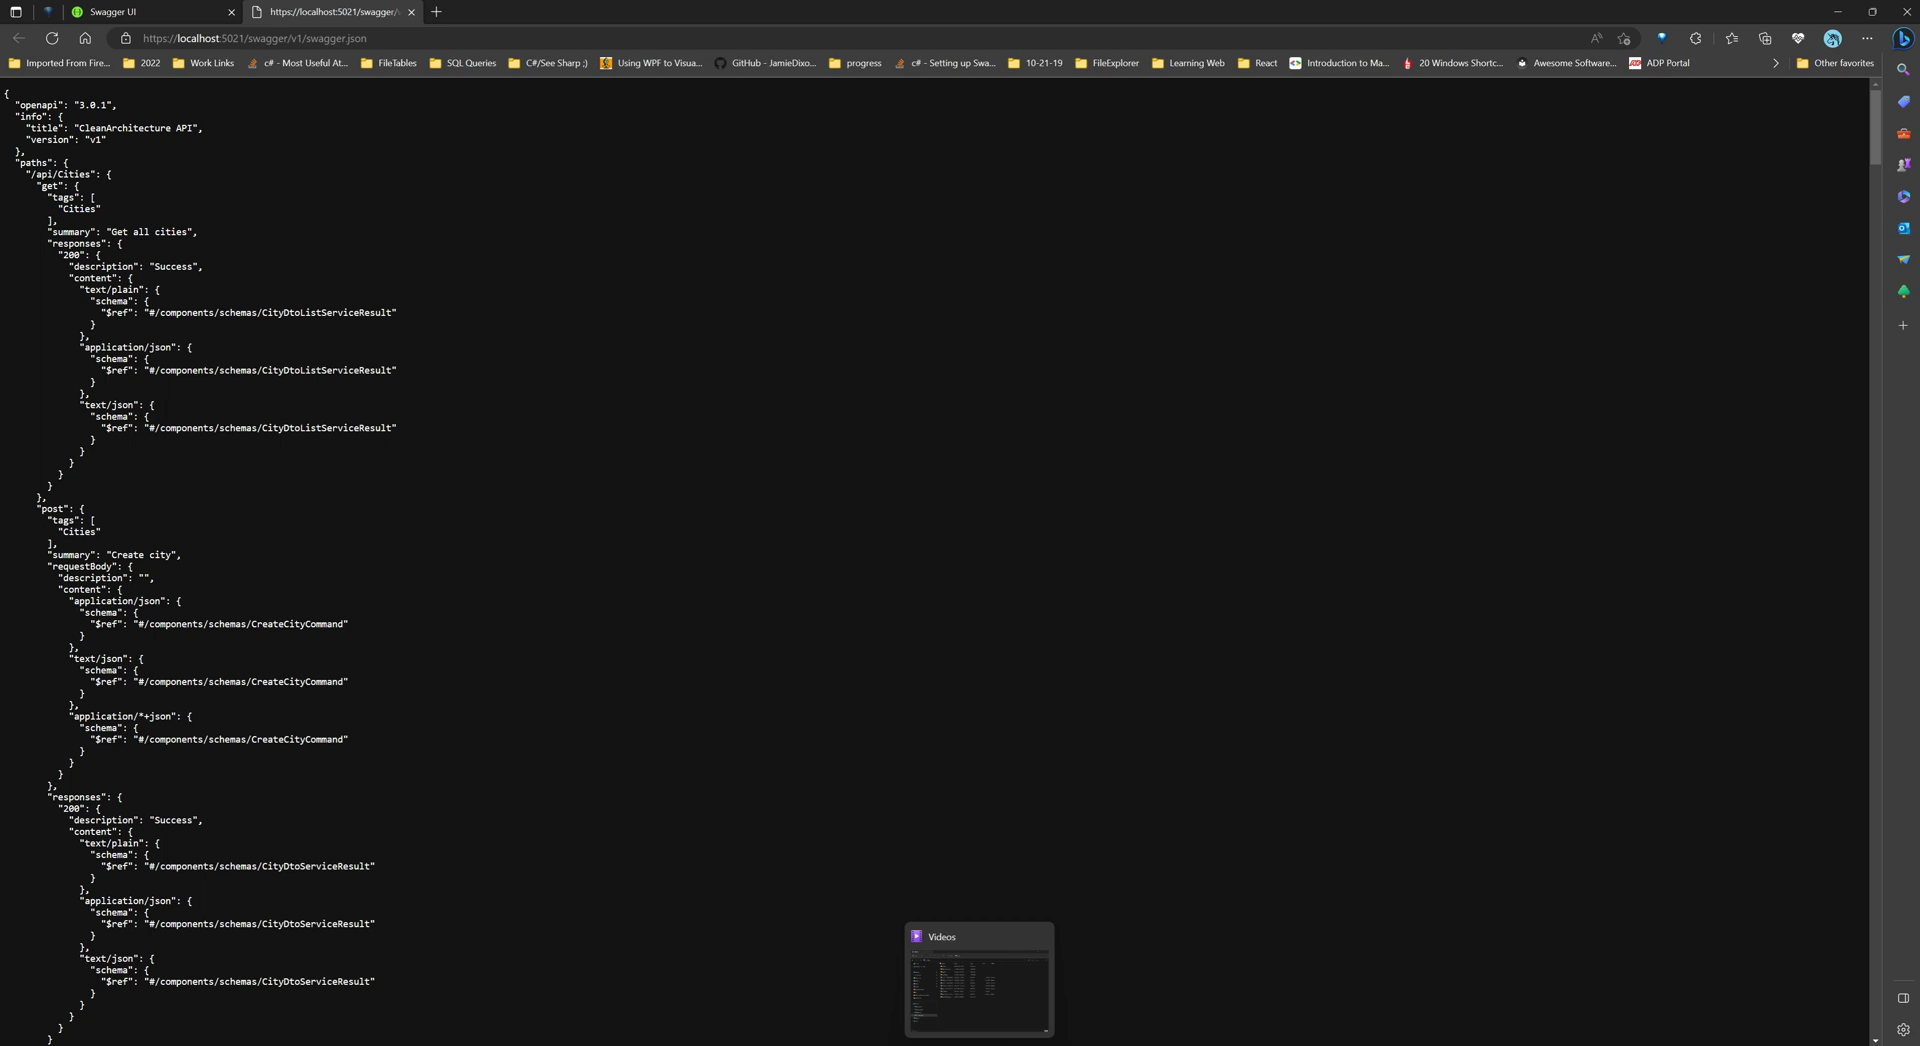 Swagger UI
https://localhost:5021/swagger/v
https://localhost:5021/swagger/v1/swagger.json
Imported From Fire...
2022
Work Links
c# - Most Useful At...
FileTables
SQL Queries
C#/See Sharp ;)
Using WPF to Visua...
GitHub - JamieDixo...
progress
c# - Setting up Swa...
10-21-19
FileExplorer
Learning Web
React
Introduction to Ma...
20 Windows Shortc...
Awesome Software...
ADP Portal
Other favorites
{
"openapi": "3.0.1",
"info": {
"title": "CleanArchitecture API",
"version": "v1"
},
"paths": {
"/api/Cities": {
"get": {
"tags": [
"Cities"
],
"summary": "Get all cities",
"responses": {
"200": {
"description": "Success",
"content": {
"text/plain": {
"schema": {
"$ref": "#/components/schemas/CityDtoListServiceResult"
}
},
"application/json": {
"schema": {
"$ref": "#/components/schemas/CityDtoListServiceResult"
}
},
"text/json": {
"schema": {
"$ref": "#/components/schemas/CityDtoListServiceResult"
}
}
}
}
}
},
"post": {
"tags": [
"Cities"
],
"summary": "Create city",
"requestBody": {
"description": "",
"content": {
"application/json": {
"schema": {
"$ref": "#/components/schemas/CreateCityCommand"
}
},
"text/json": {
"schema": {
"$ref": "#/components/schemas/CreateCityCommand"
}
},
"application/*+json": {
"schema": {
"$ref": "#/components/schemas/CreateCityCommand"
}
}
}
},
"responses": {
"200": {
"description": "Success",
"content": {
"text/plain": {
"schema": {
"$ref": "#/components/schemas/CityDtoServiceResult"
}
},
"application/json": {
"schema": {
"$ref": "#/components/schemas/CityDtoServiceResult"
}
},
"text/json": {
"schema": {
"$ref": "#/components/schemas/CityDtoServiceResult"
}
}
}
}
}
Videos